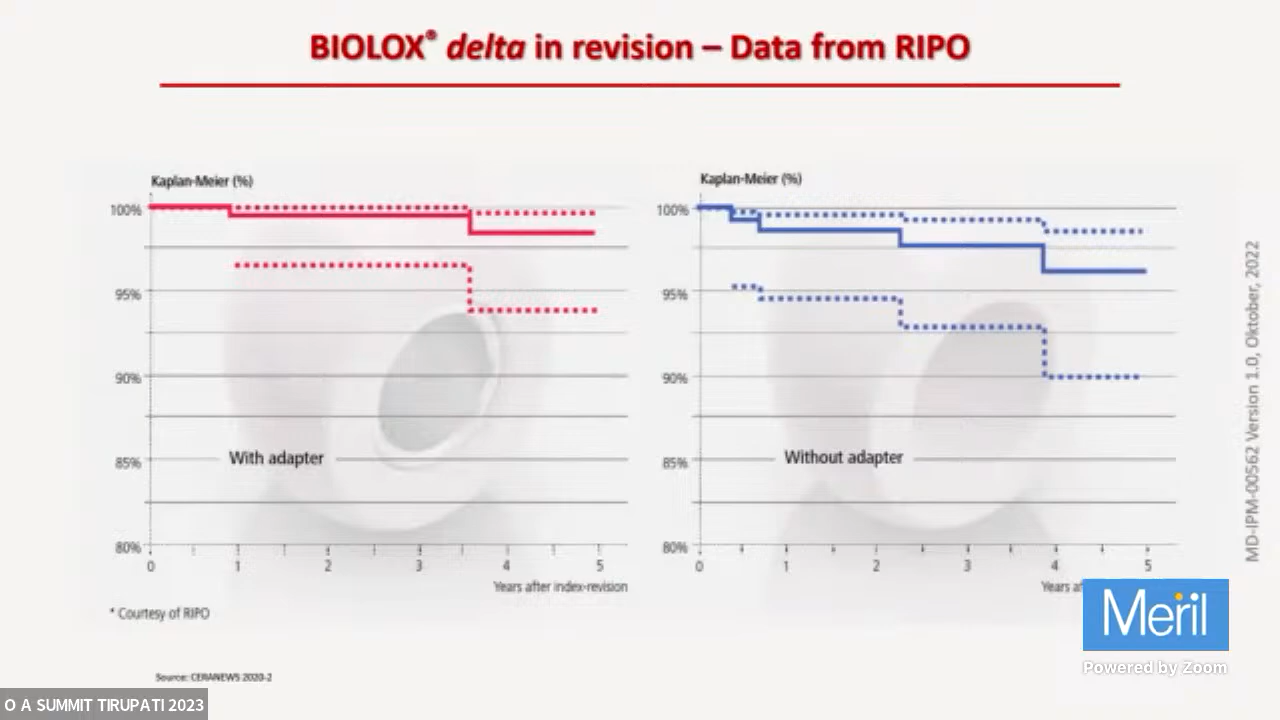 BIOLOX® delta in revision – Data from RIPO
Kaplan-Meier (%)
100%
95%
90%
85%
80%
With adapter
0 1 2 3 4 5
Years after index-revision
* Courtesy of RIPO
Kaplan-Meier (%)
100%
95%
90%
85%
80%
Without adapter
0 1 2 3 4 5
Years
MD-IPM-00562 Version 1.0, Oktober, 2022
Meril
Powered by Zoom
Source: CERANEWS 2020-2
O A SUMMIT TIRUPATI 2023